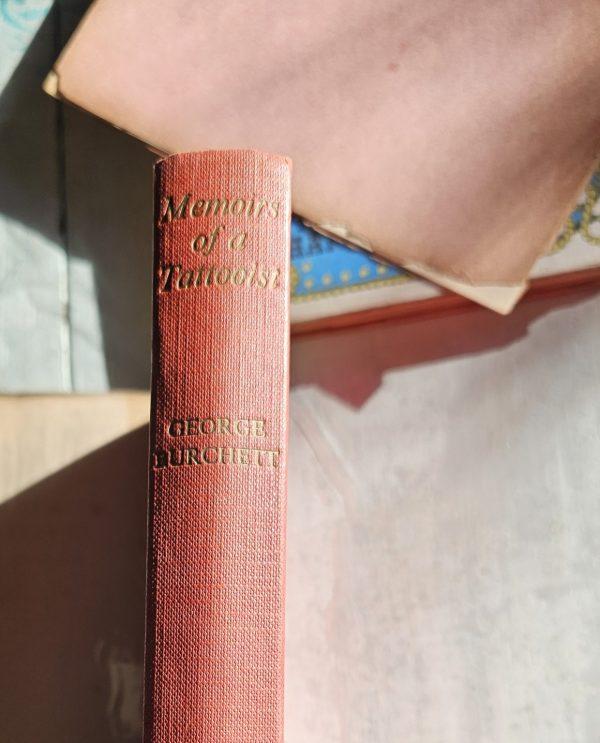 Memoirs
of a
Tattooist
GEORGE
BURCHETT